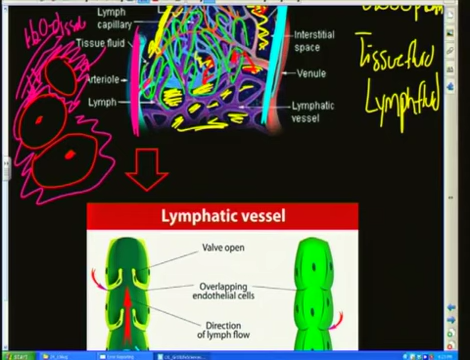 Lymph
capillary
Tissue fluid
Arteriole
Lymph
Interstitial
space
Venule
Lymphatic
vessel
Tissue fluid
Lymph fluid
Lymphatic vessel
Valve open
Overlapping
endothelial cells
Direction
of lymph flow
start